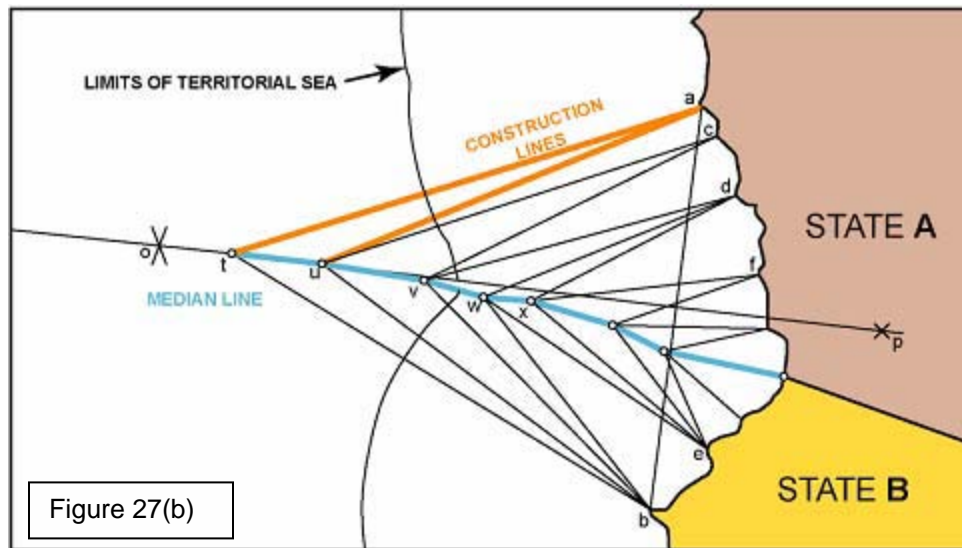 LIMITS OF TERRITORIAL SEA
a
CONSTRUCTION
LINES
c
d
STATE A
o
t
u
f
MEDIAN LINE
v
w
x
p
e
STATE B
Figure 27(b)
b